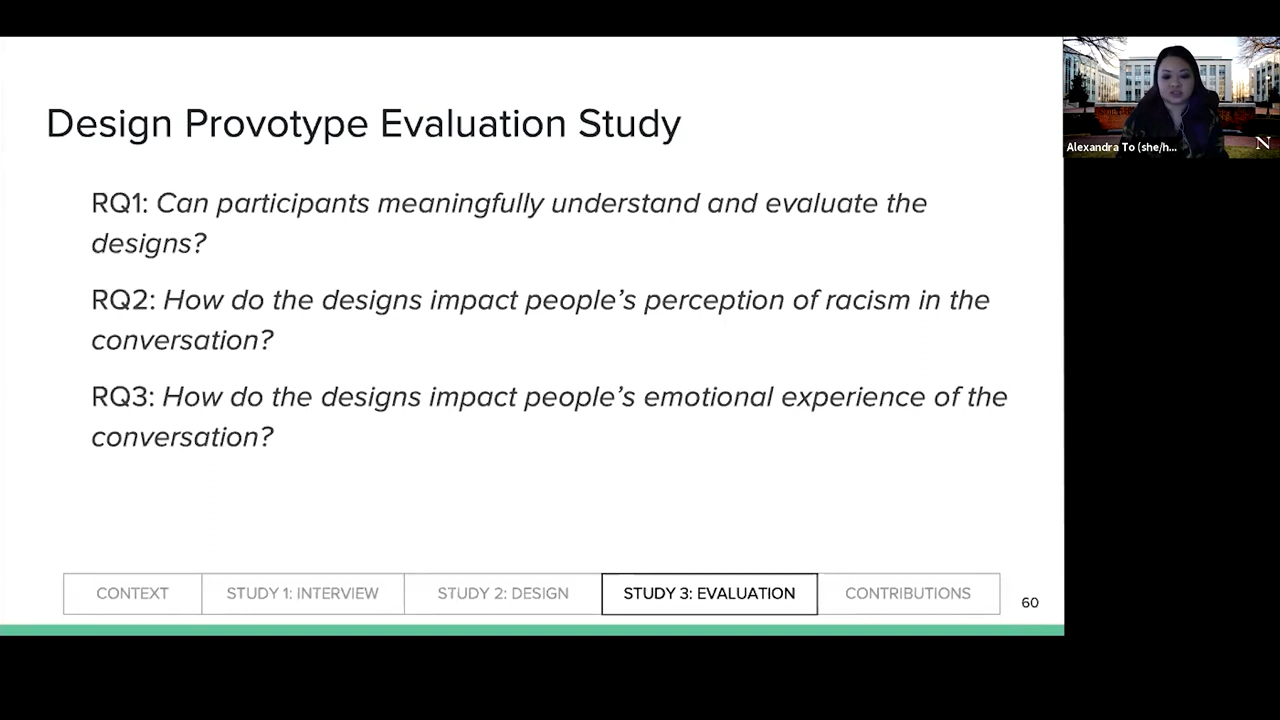 Design Provotype Evaluation Study
RQ1: Can participants meaningfully understand and evaluate the
designs?
RQ2: How do the designs impact people’s perception of racism in the
conversation?
RQ3: How do the designs impact people’s emotional experience of the
conversation?
CONTEXT
STUDY 1: INTERVIEW
STUDY 2: DESIGN
STUDY 3: EVALUATION
CONTRIBUTIONS
60
Alexandra To (she/h...
N